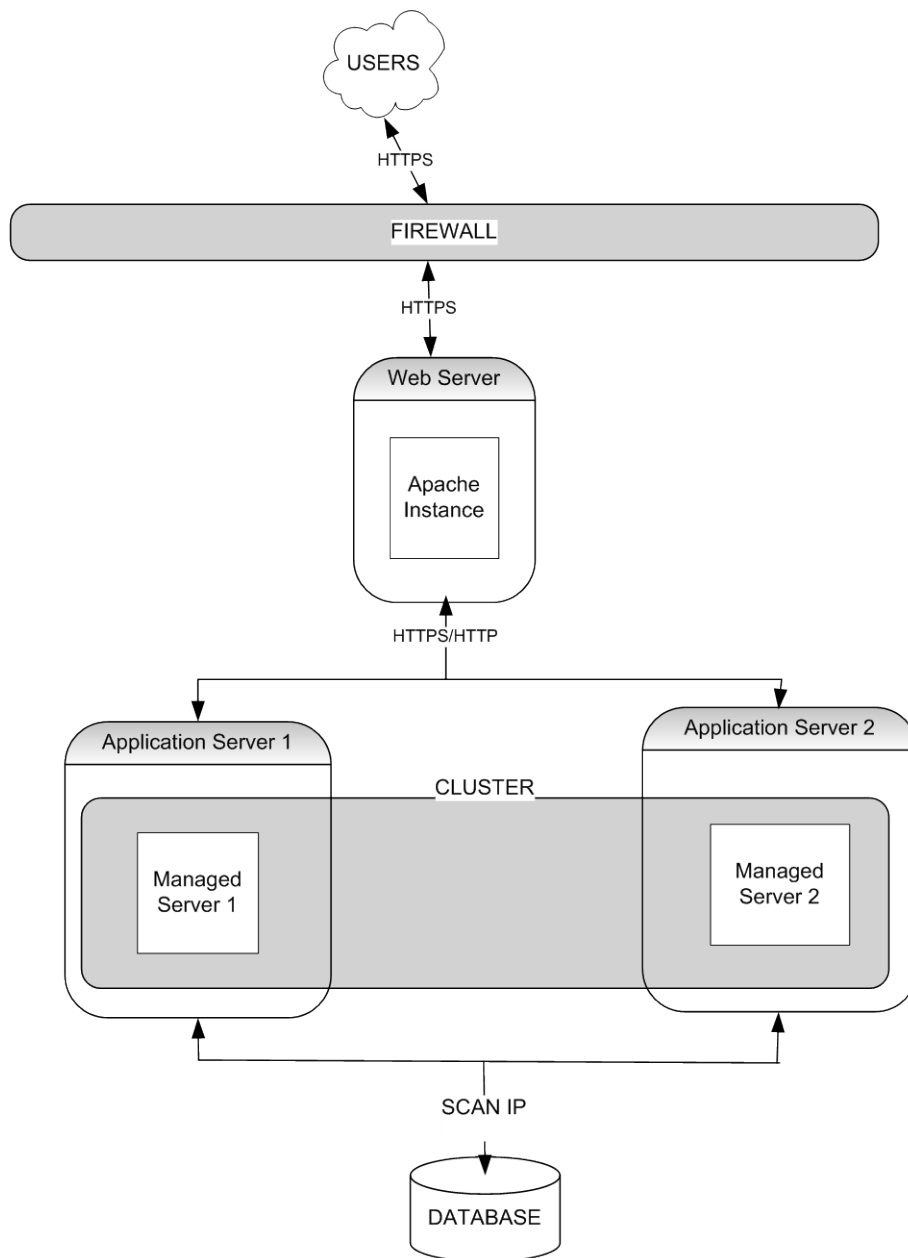 USERS
HTTPS
FIREWALL
HTTPS
Web Server
Apache
Instance
HTTPS/HTTP
Application Server 1
Application Server 2
CLUSTER
Managed
Server 1
Managed
Server 2
SCAN IP
DATABASE